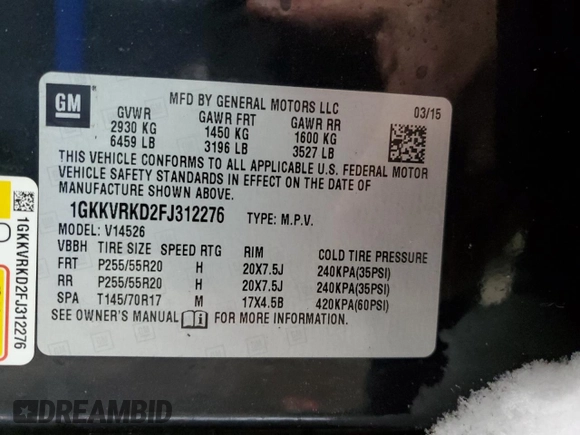 GM
MFD BY GENERAL MOTORS LLC 03/15
GVWR GAWR FRT GAWR RR
2930 KG 1450 KG 1600 KG
6459 LB 3196 LB 3527 LB
THIS VEHICLE CONFORMS TO ALL APPLICABLE U.S. FEDERAL MOTOR
VEHICLE SAFETY STANDARDS IN EFFECT ON THE DATE OF
MANUFACTURE SHOWN ABOVE.
1GKKVRKD2FJ312276 TYPE: M.P.V.
MODEL: V14526
VBBH TIRE SIZE SPEED RTG RIM COLD TIRE PRESSURE
FRT P255/55R20 H 20X7.5J 240KPA(35PSI)
RR P255/55R20 H 20X7.5J 240KPA(35PSI)
SPA T145/70R17 M 17X4.5B 420KPA(60PSI)
SEE OWNER'S MANUAL FOR MORE INFORMATION.
1GKKVRKD2FJ312276
DREAMBID